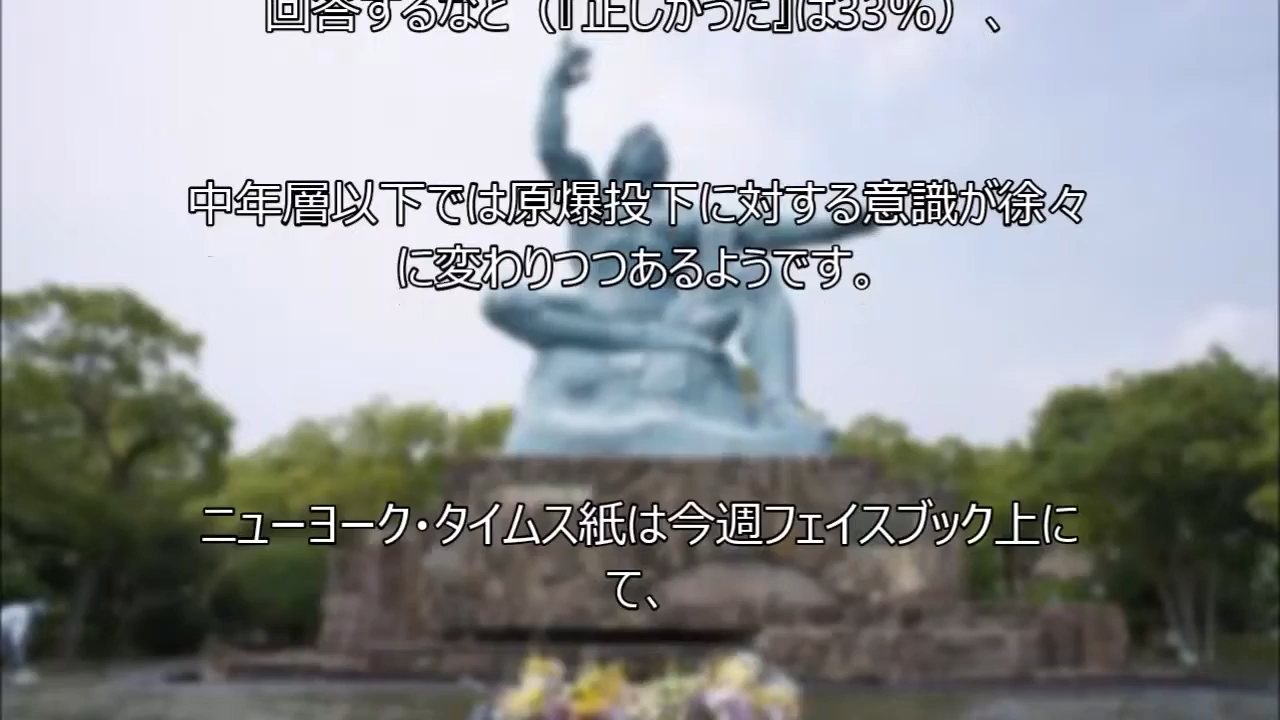 回答するなど（『正しかった』は33％）、
中年層以下では原爆投下に対する意識が徐々
に変わりつつあるようです。
ニューヨーク・タイムス紙は今週フェイスブック上に
て、